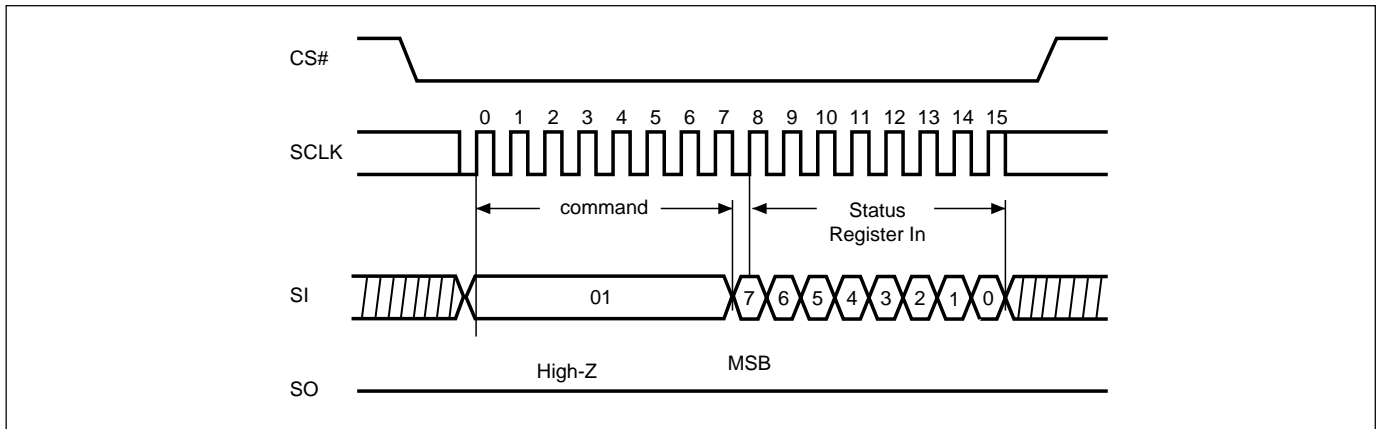 CS#
0 1 2 3 4 5 6 7 8 9 10 11 12 13 14 15
SCLK
command
Status
Register In
SI
01
7 6 5 4 3 2 1 0
High-Z
MSB
SO